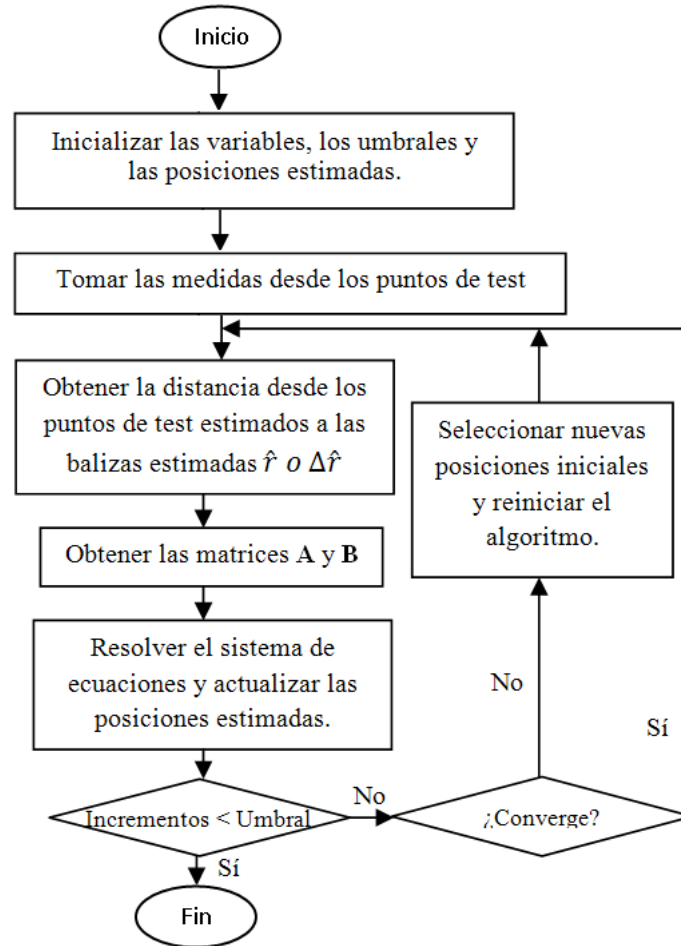 Inicio
Inicializar las variables, los umbrales y
las posiciones estimadas.
Tomar las medidas desde los puntos de test
Obtener la distancia desde los
puntos de test estimados a las
balizas estimadas r̂ o Δr̂
Obtener las matrices A y B
Resolver el sistema de
ecuaciones y actualizar las
posiciones estimadas.
Incrementos < Umbral
No
Sí
Fin
¿Converge?
No
Sí
Seleccionar nuevas
posiciones iniciales
y reiniciar el
algoritmo.